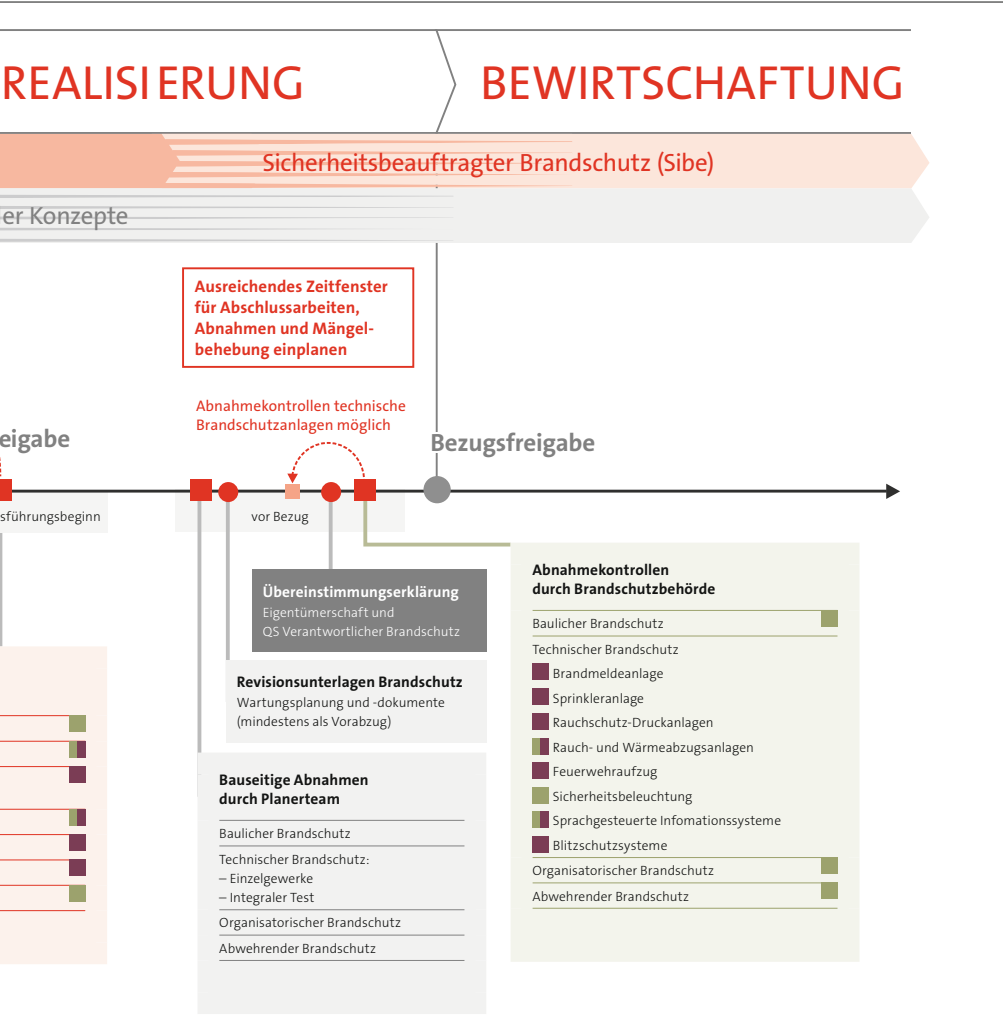 REALISIERUNG
BEWIRTSCHAFTUNG
Sicherheitsbeauftragter Brandschutz (Sibe)
er Konzepte
Ausreichendes Zeitfenster
für Abschlussarbeiten,
Abnahmen und Mängel-
behebung einplanen
Abnahmekontrollen technische
Brandschutzanlagen möglich
eigabe
Bezugsfreigabe
sführungsbeginn
vor Bezug
Übereinstimmungserklärung
Eigentümerschaft und
QS Verantwortlicher Brandschutz
Revisionsunterlagen Brandschutz
Wartungsplanung und -dokumente
(mindestens als Vorabzug)
Bauseitige Abnahmen
durch Planerteam
Baulicher Brandschutz
Technischer Brandschutz:
– Einzelgewerke
– Integraler Test
Organisatorischer Brandschutz
Abwehrender Brandschutz
Abnahmekontrollen
durch Brandschutzbehörde
Baulicher Brandschutz
Technischer Brandschutz
Brandmeldeanlage
Sprinkleranlage
Rauchschutz-Druckanlagen
Rauch- und Wärmeabzugsanlagen
Feuerwehraufzug
Sicherheitsbeleuchtung
Sprachgesteuerte Infomationssysteme
Blitzschutzsysteme
Organisatorischer Brandschutz
Abwehrender Brandschutz